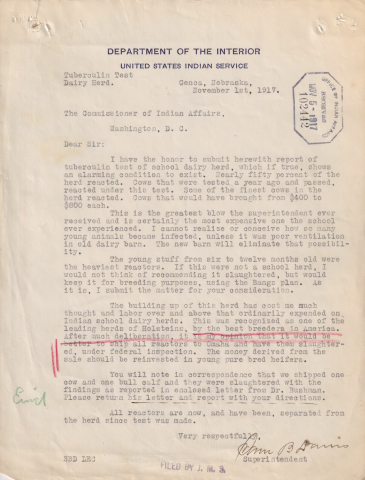 DEPARTMENT OF THE INTERIOR
UNITED STATES INDIAN SERVICE
Tuberculin Test
Dairy Herd.
Genoa, Nebraska.
November 1st, 1917.
NOV 5 - 1917
102442
The Commissioner of Indian Affairs,
Washington, D. C.
Dear Sir:
I have the honor to submit herewith report of
tuberculin test of school dairy herd, which if true, shows
an alarming condition to exist. Nearly fifty percent of the
herd reacted. Cows that were tested a year ago and passed,
reacted under this test. Some of the finest cows in the
herd reacted. Cows that would have brought from $400 to
$800 each.
This is the greatest blow the superintendent ever
received and is certainly the most expensive one the school
ever experienced. I cannot realize or conceive how so many
young animals became infected, unless it was poor ventilation
in old dairy barn. The new barn will eliminate that possibil-
ity.
The young stuff from six to twelve months old were
the heaviest reactors. If this were not a school herd, I
would not think of recommending it slaughtered, but would
keep it for breeding purposes, using the Bangs plan. As
it is, I submit the matter for your consideration.
The building up of this herd has cost me much
thought and labor over and above that ordinarily expended on
Indian school dairy herds. This was recognized as one of the
leading herds of Holsteins, by the best breeders in America.
After much deliberation, it is my opinion that it would be
better to ship all reactors to Omaha and have them slaughter-
ed, under federal inspection. The money derived from the
sale should be reinvested in young pure bred heifers.
You will note in correspondence that we shipped one
cow and one bull calf and they were slaughtered with the
findings as reported in enclosed letter from Dr. Bushman.
Please return his letter and report with your directions.
All reactors are now, and have been, separated from
the herd since test was made.
Very respectfully,
Sam B Davis
Superintendent
FILED BY J. M. S.